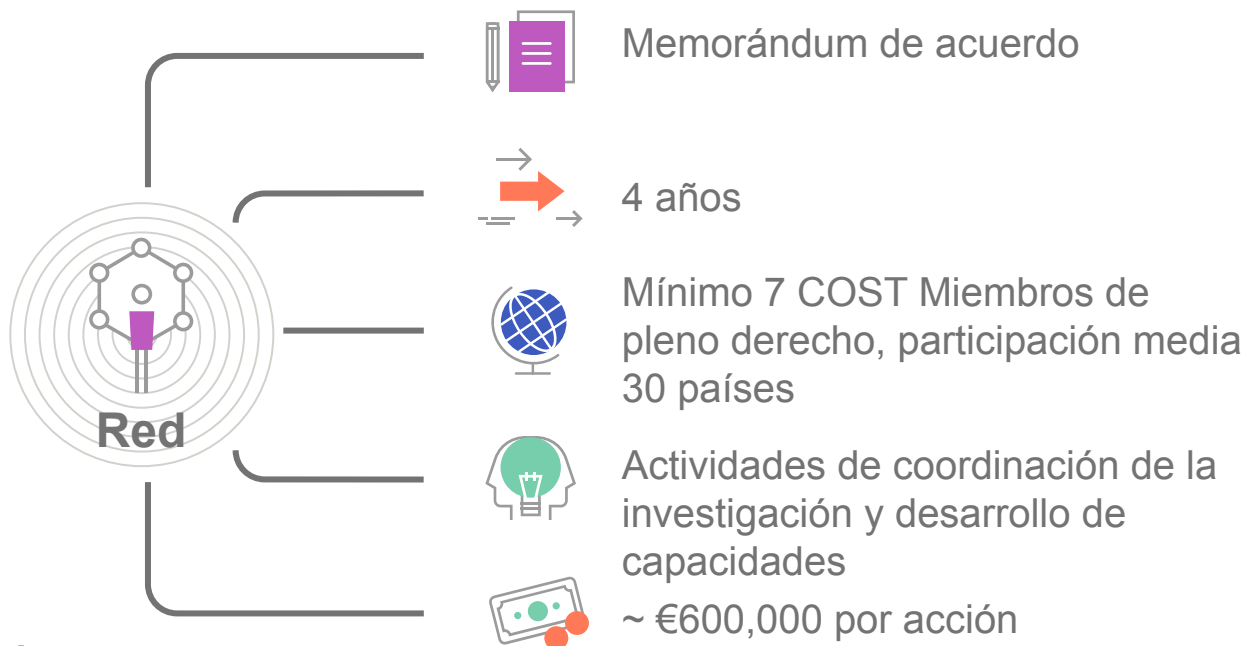 Memorándum de acuerdo
4 años
Mínimo 7 COST Miembros de
pleno derecho, participación media
30 países
Red
Actividades de coordinación de la
investigación y desarrollo de
capacidades
~ €600,000 por acción